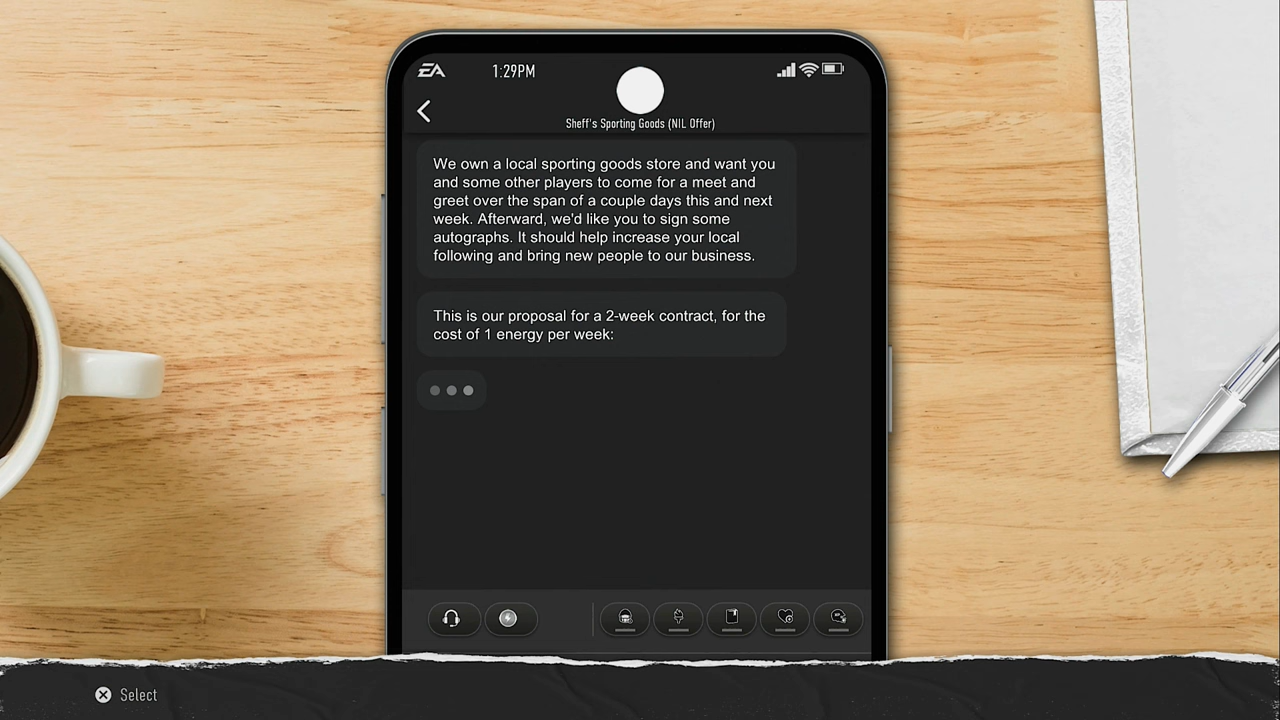 EA
1:29PM
Sheff's Sporting Goods (NIL Offer)
We own a local sporting goods store and want you
and some other players to come for a meet and
greet over the span of a couple days this and next
week. Afterward, we'd like you to sign some
autographs. It should help increase your local
following and bring new people to our business.
This is our proposal for a 2-week contract, for the
cost of 1 energy per week:
Select